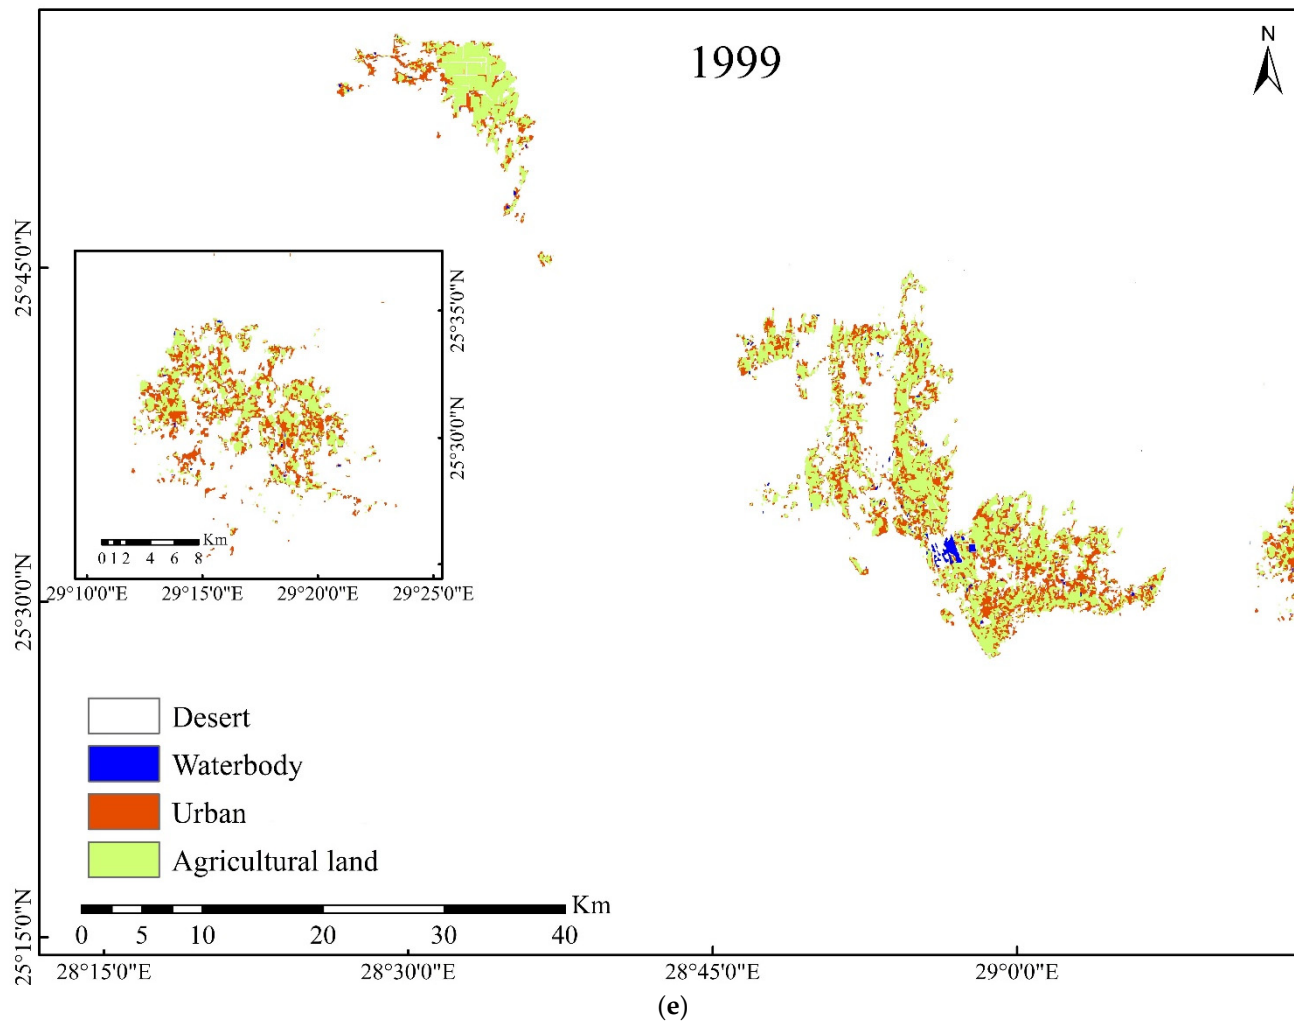 1999
N
25°45'0"N
25°30'0"N
25°15'0"N
25°35'0"N
25°30'0"N
Km
0 1 2 4 6 8
29°10'0"E 29°15'0"E 29°20'0"E 29°25'0"E
Desert
Waterbody
Urban
Agricultural land
Km
0 5 10 20 30 40
28°15'0"E 28°30'0"E 28°45'0"E 29°0'0"E
(e)